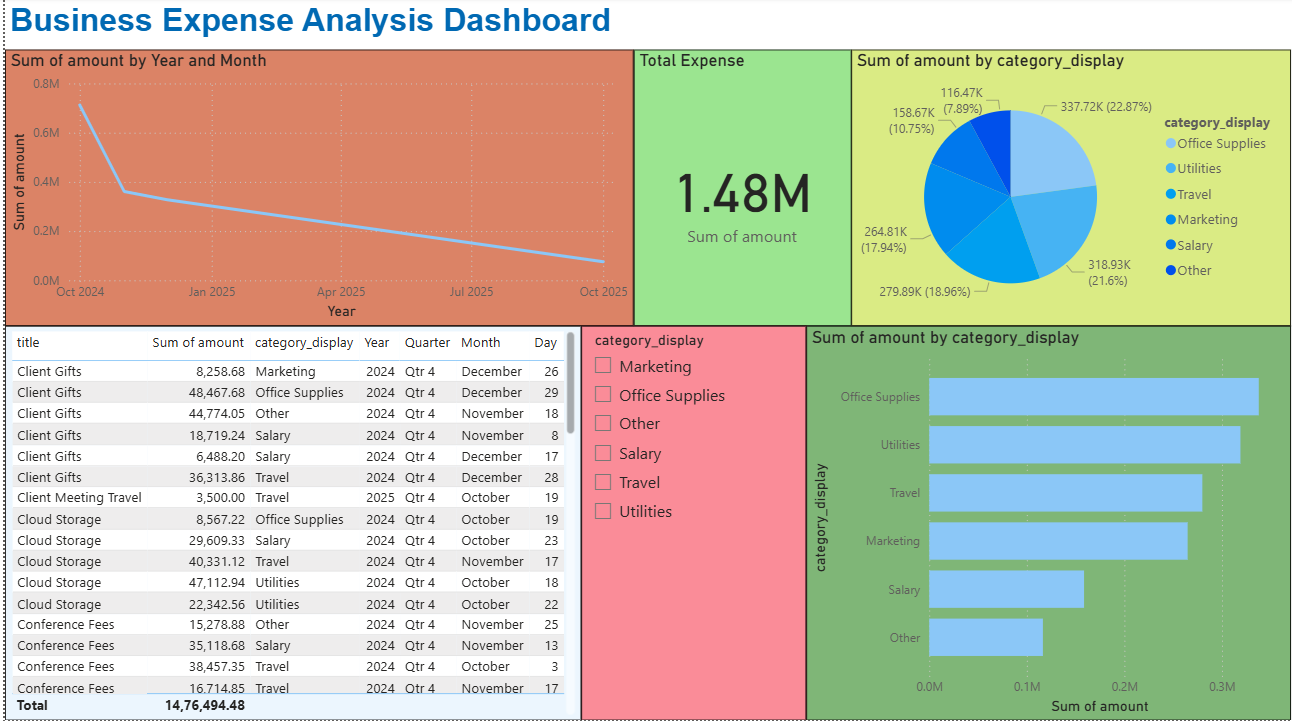 Business Expense Analysis Dashboard
Sum of amount by Year and Month
0.8M
0.6M
0.4M
0.2M
0.0M
Sum of amount
Oct 2024 Jan 2025 Apr 2025 Jul 2025 Oct 2025
Year
Total Expense
1.48M
Sum of amount
Sum of amount by category_display
116.47K
(7.89%)
158.67K
(10.75%)
337.72K (22.87%)
264.81K
(17.94%)
279.89K (18.96%)
318.93K
(21.6%)
category_display
Office Supplies
Utilities
Travel
Marketing
Salary
Other
title Sum of amount category_display Year Quarter Month Day
Client Gifts 8,258.68 Marketing 2024 Qtr 4 December 26
Client Gifts 48,467.68 Office Supplies 2024 Qtr 4 December 29
Client Gifts 44,774.05 Other 2024 Qtr 4 November 18
Client Gifts 18,719.24 Salary 2024 Qtr 4 November 8
Client Gifts 6,488.20 Salary 2024 Qtr 4 December 17
Client Gifts 36,313.86 Travel 2024 Qtr 4 December 28
Client Meeting Travel 3,500.00 Travel 2025 Qtr 4 October 19
Cloud Storage 8,567.22 Office Supplies 2024 Qtr 4 October 19
Cloud Storage 29,609.33 Salary 2024 Qtr 4 October 23
Cloud Storage 40,331.12 Travel 2024 Qtr 4 November 17
Cloud Storage 47,112.94 Utilities 2024 Qtr 4 October 18
Cloud Storage 22,342.56 Utilities 2024 Qtr 4 October 22
Conference Fees 15,278.88 Other 2024 Qtr 4 November 25
Conference Fees 35,118.68 Salary 2024 Qtr 4 November 13
Conference Fees 38,457.35 Travel 2024 Qtr 4 October 3
Conference Fees 16,714.85 Travel 2024 Qtr 4 November 17
Total 14,76,494.48
category_display
Marketing
Office Supplies
Other
Salary
Travel
Utilities
Sum of amount by category_display
category_display
Office Supplies
Utilities
Travel
Marketing
Salary
Other
0.0M 0.1M 0.2M 0.3M
Sum of amount